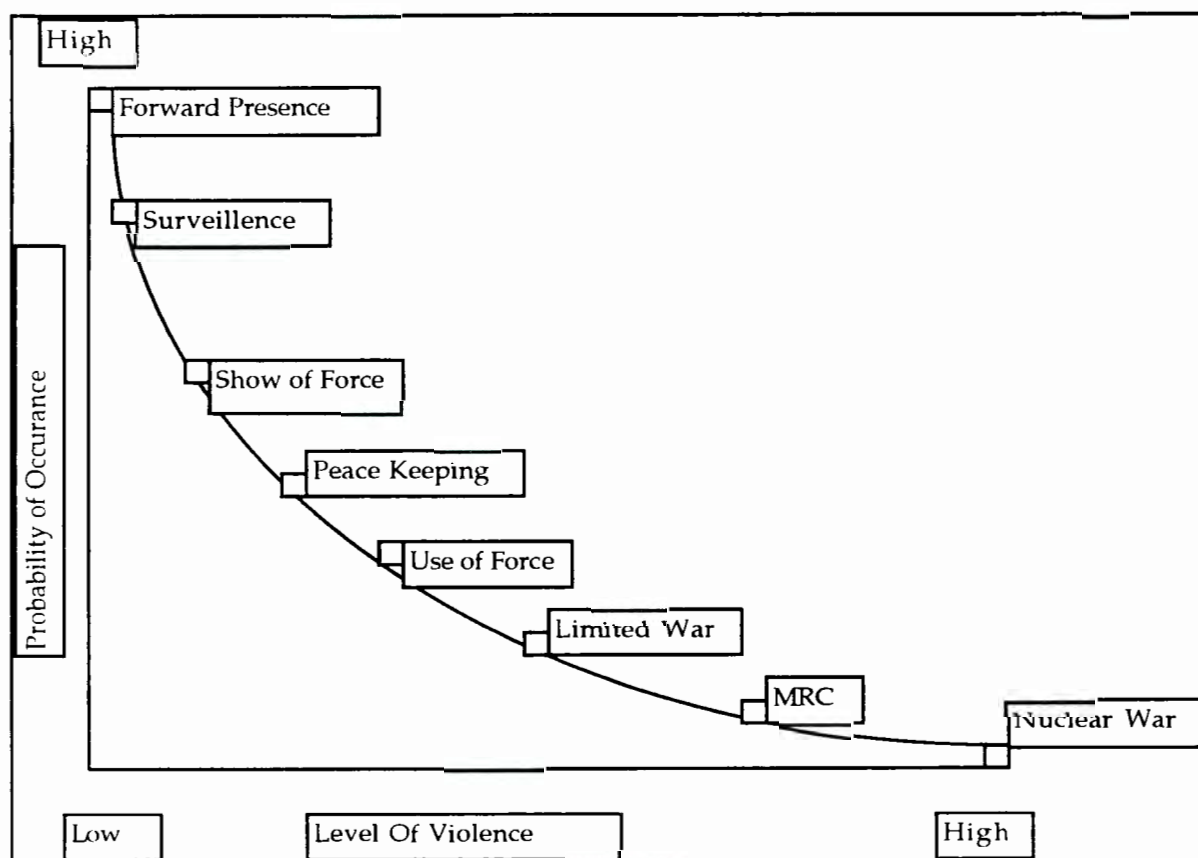 High
Forward Presence
Surveillence
Show of Force
Peace Keeping
Probability of Occurance
Use of Force
Limited War
MRC
Nuclear War
Low
Level Of Violence
High